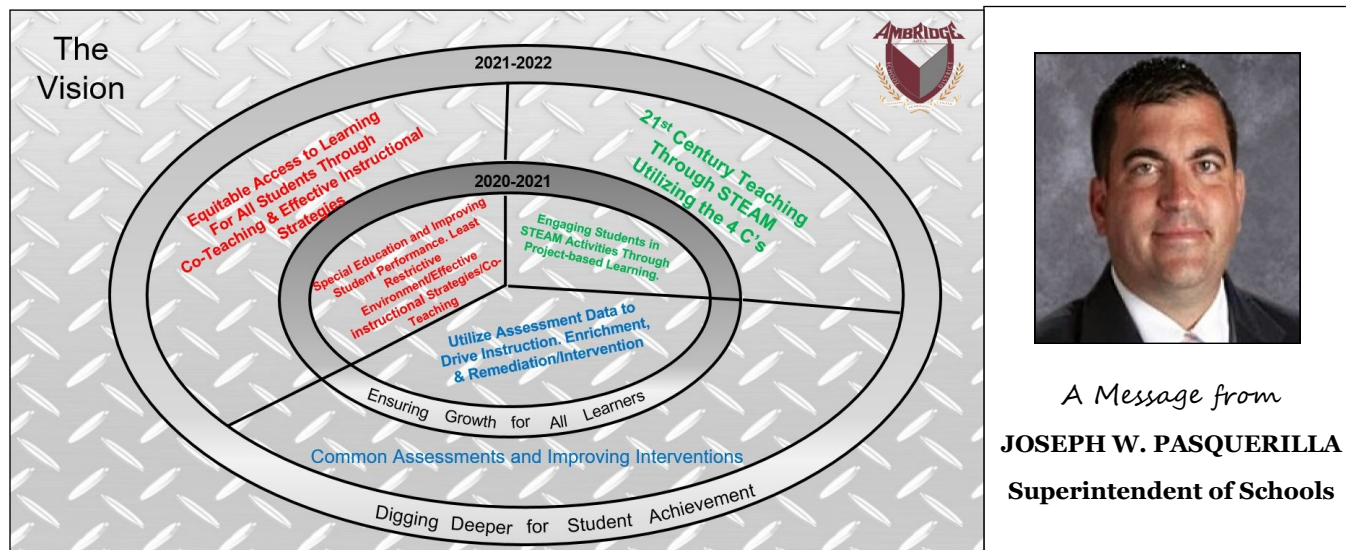 The
Vision
AMBRIDGE
AREA
SCHOOL
DISTRICT
2021-2022
Equitable Access to Learning
For All Students Through
Co-Teaching & Effective Instructional
Strategies
21st Century Teaching
Through STEAM
Utilizing the 4 C's
2020-2021
Special Education and Improving
Student Performance. Least
Restrictive
Environment/Effective
instructional Strategies/Co-
Teaching
Engaging Students in
STEAM Activities Through
Project-based Learning.
Utilize Assessment Data to
Drive Instruction, Enrichment,
& Remediation/Intervention
Ensuring Growth for All Learners
Common Assessments and Improving Interventions
Digging Deeper for Student Achievement
A Message from
JOSEPH W. PASQUERILLA
Superintendent of Schools